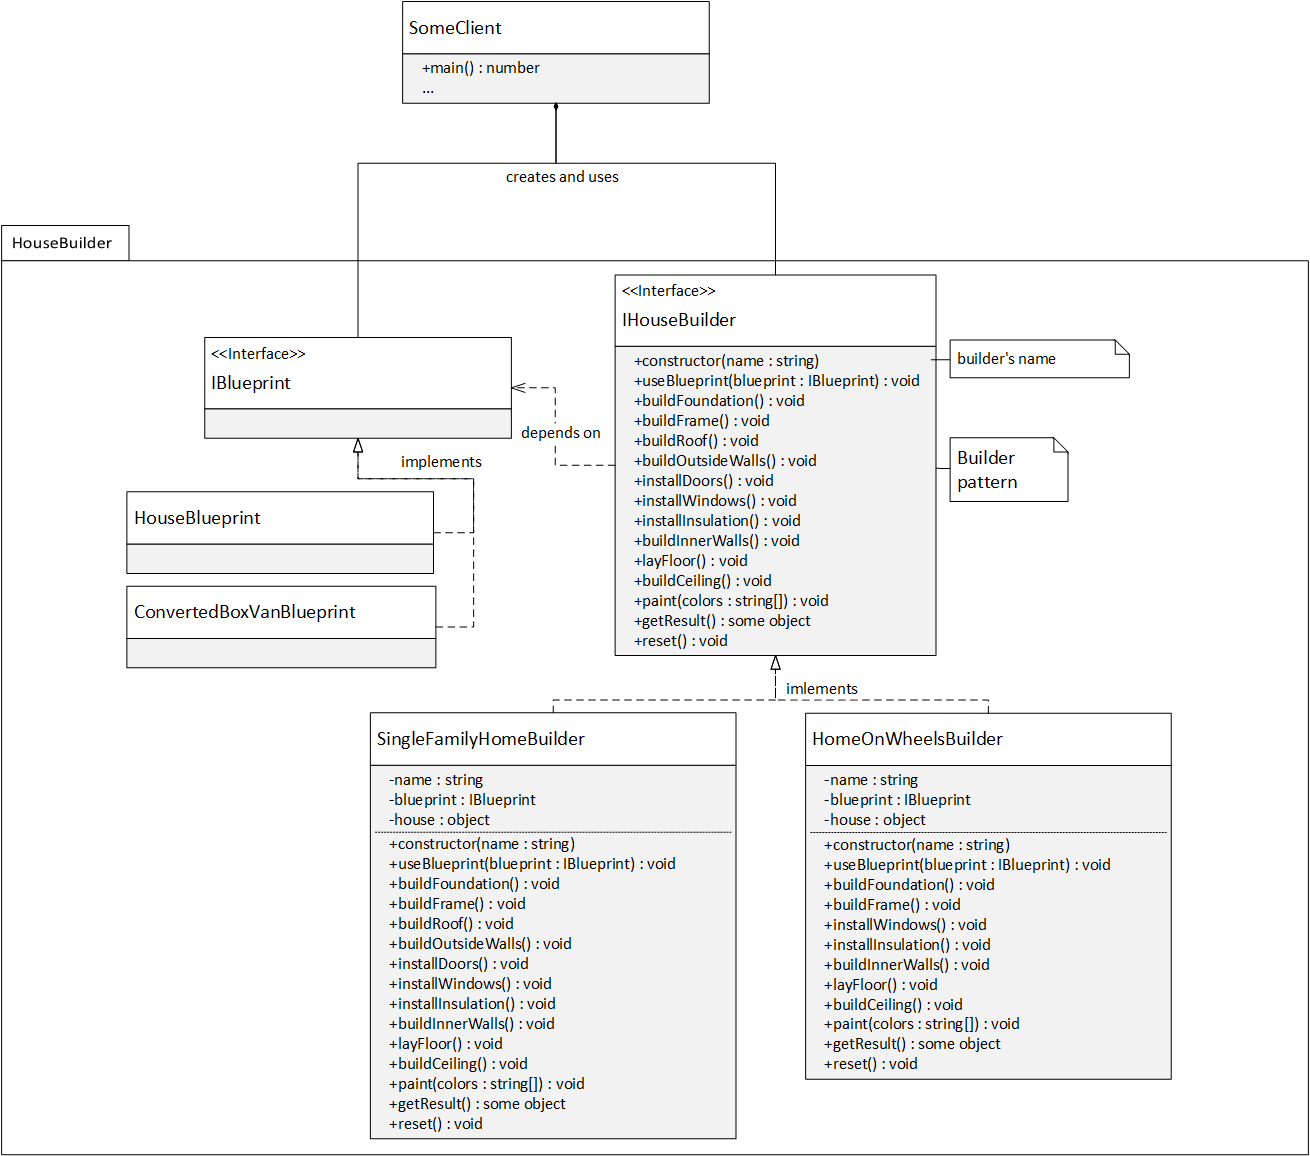 SomeClient
+main() : number
...
creates and uses
HouseBuilder
<<Interface>>
IHouseBuilder
+constructor(name : string)
+useBlueprint(blueprint : IBlueprint) : void
+buildFoundation() : void
+buildFrame() : void
+buildRoof() : void
+buildOutsideWalls() : void
+installDoors() : void
+installWindows() : void
+installInsulation() : void
+buildInnerWalls() : void
+layFloor() : void
+buildCeiling() : void
+paint(colors : string[]) : void
+getResult() : some object
+reset() : void
builder's name
Builder
pattern
<<Interface>>
IBlueprint
depends on
implements
HouseBlueprint
ConvertedBoxVanBlueprint
imlements
SingleFamilyHomeBuilder
-name : string
-blueprint : IBlueprint
-house : object
+constructor(name : string)
+useBlueprint(blueprint : IBlueprint) : void
+buildFoundation() : void
+buildFrame() : void
+buildRoof() : void
+buildOutsideWalls() : void
+installDoors() : void
+installWindows() : void
+installInsulation() : void
+buildInnerWalls() : void
+layFloor() : void
+buildCeiling() : void
+paint(colors : string[]) : void
+getResult() : some object
+reset() : void
HomeOnWheelsBuilder
-name : string
-blueprint : IBlueprint
-house : object
+constructor(name : string)
+useBlueprint(blueprint : IBlueprint) : void
+buildFoundation() : void
+buildFrame() : void
+installWindows() : void
+installInsulation() : void
+buildInnerWalls() : void
+layFloor() : void
+buildCeiling() : void
+paint(colors : string[]) : void
+getResult() : some object
+reset() : void